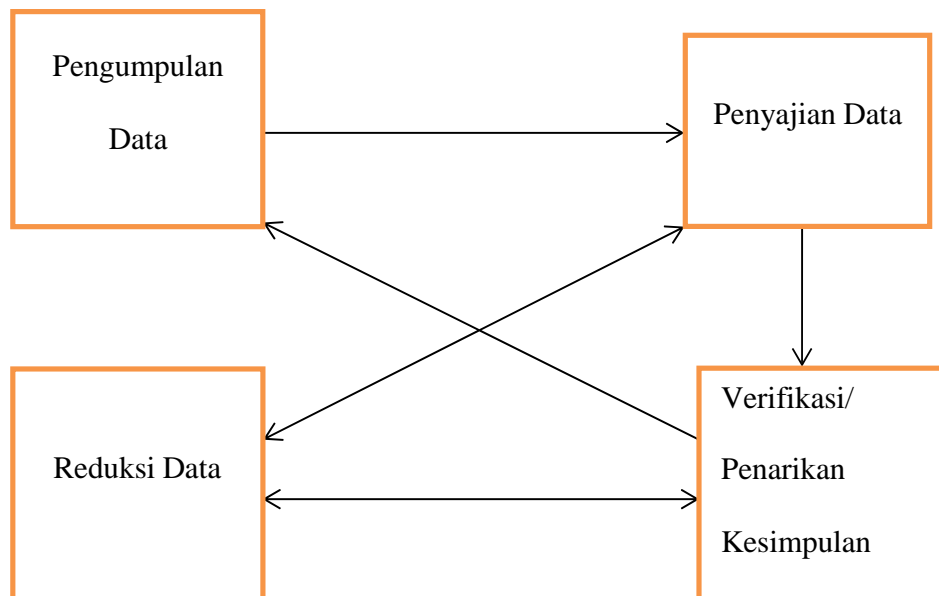 Pengumpulan
Data
Penyajian Data
Reduksi Data
Verifikasi/
Penarikan
Kesimpulan